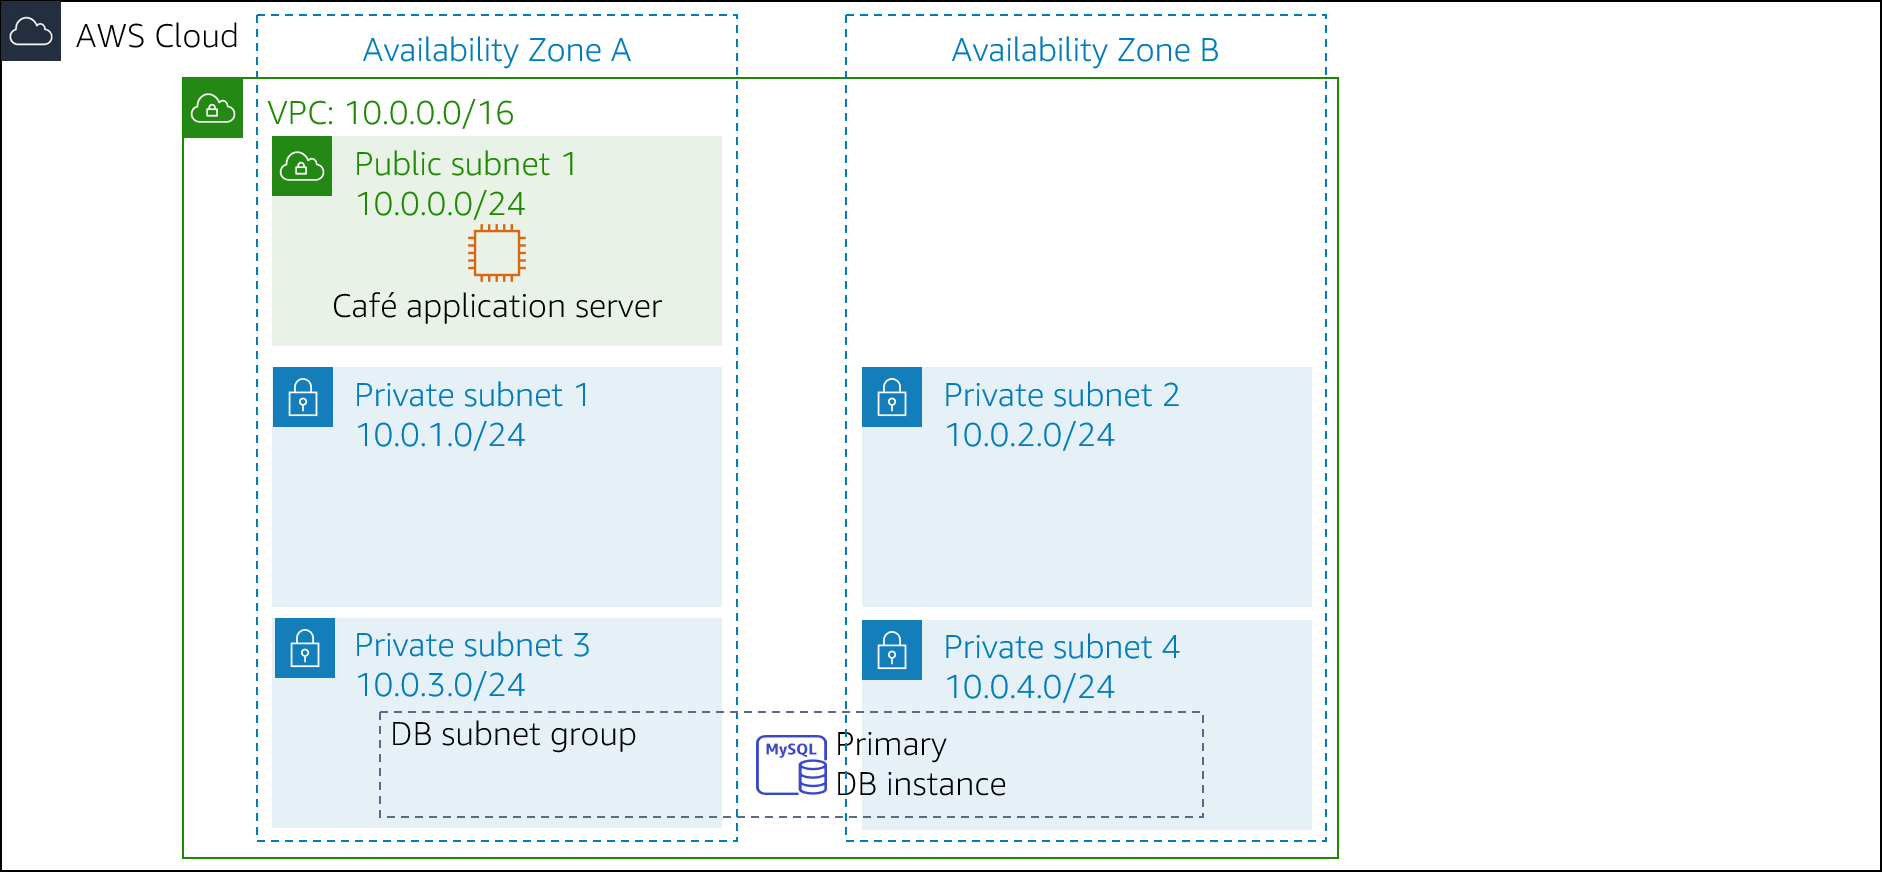 AWS Cloud
Availability Zone A
Availability Zone B
VPC: 10.0.0.0/16
Public subnet 1
10.0.0.0/24
Café application server
Private subnet 1
10.0.1.0/24
Private subnet 2
10.0.2.0/24
Private subnet 3
10.0.3.0/24
Private subnet 4
10.0.4.0/24
DB subnet group
MySQL
Primary
DB instance